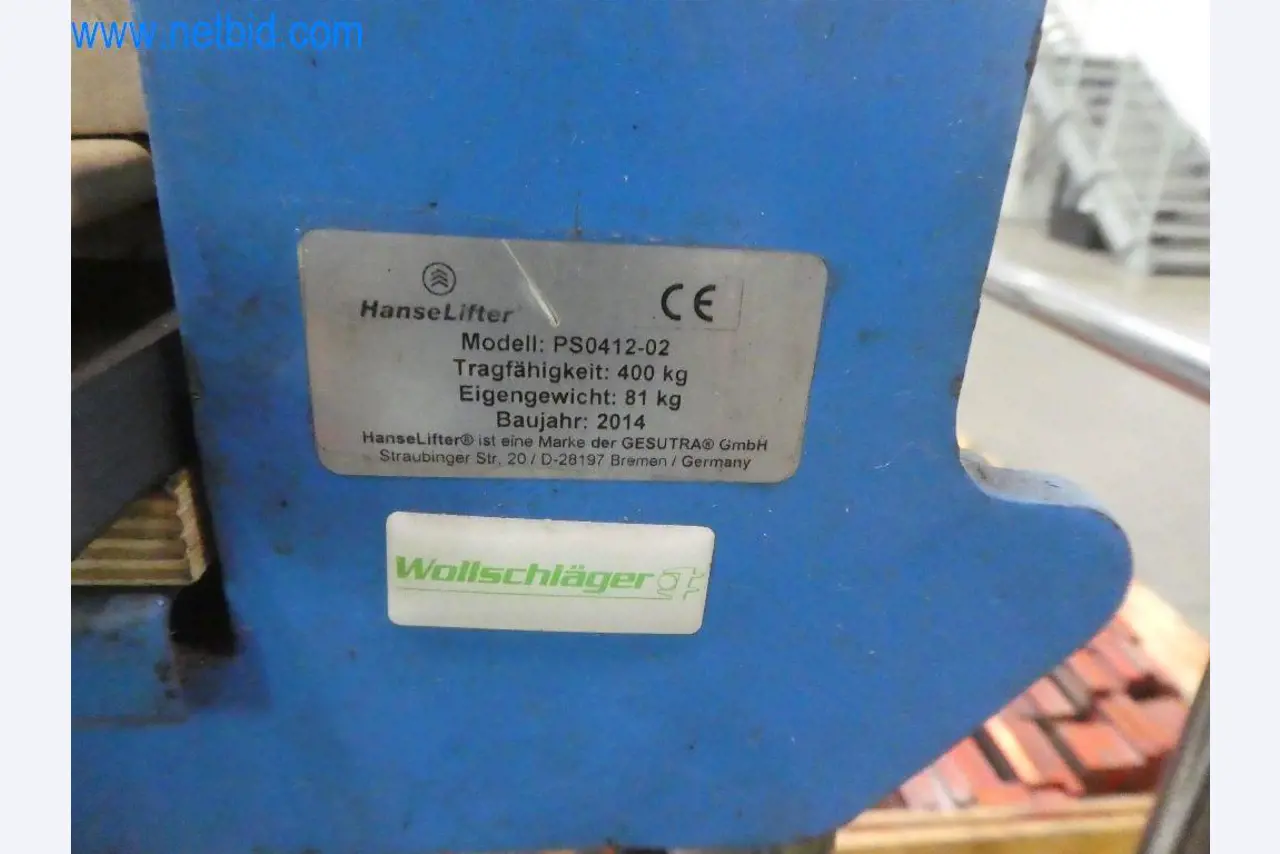 www.netbid.com
HanseLifter
CE
Modell: PS0412-02
Tragfähigkeit: 400 kg
Eigengewicht: 81 kg
Baujahr: 2014
HanseLifter® ist eine Marke der GESUTRA® GmbH
Straubinger Str. 20 / D-28197 Bremen / Germany
Wollschläger